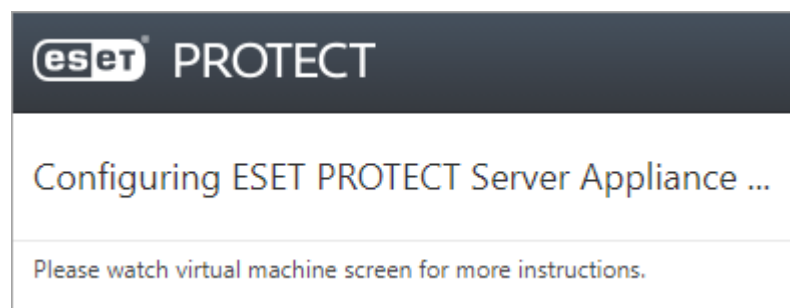 eset PROTECT
Configuring ESET PROTECT Server Appliance ...
Please watch virtual machine screen for more instructions.